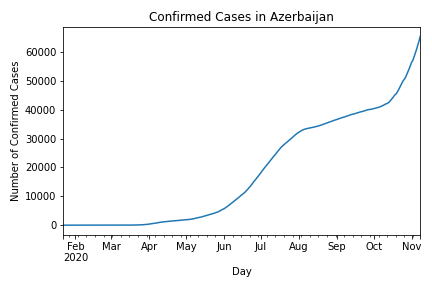 Confirmed Cases in Azerbaijan
Number of Confirmed Cases
60000
50000
40000
30000
20000
10000
0
Feb Mar Apr May Jun Jul Aug Sep Oct Nov
2020
Day